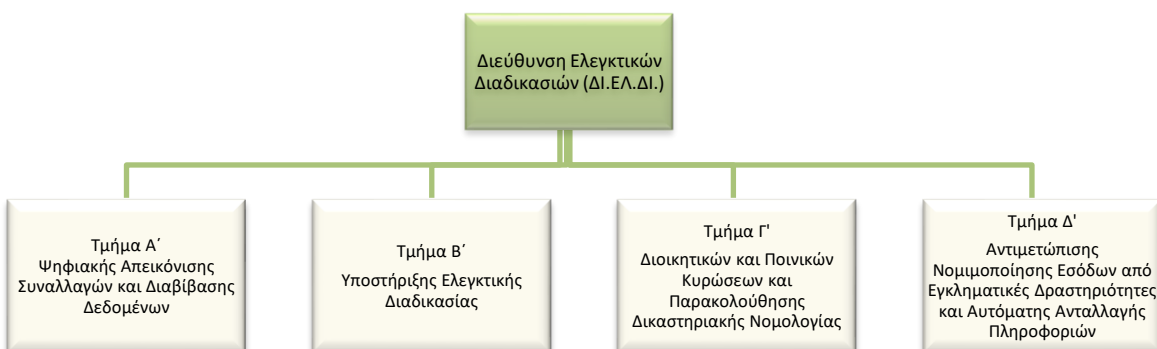 Διεύθυνση Ελεγκτικών
Διαδικασιών (ΔΙ.ΕΛ.ΔΙ.)
Τμήμα Α΄
Ψηφιακής Απεικόνισης
Συναλλαγών και Διαβίβασης
Δεδομένων
Τμήμα Β΄
Υποστήριξης Ελεγκτικής
Διαδικασίας
Τμήμα Γ'
Διοικητικών και Ποινικών
Κυρώσεων και
Παρακολούθησης
Δικαστηριακής Νομολογίας
Τμήμα Δ'
Αντιμετώπισης
Νομιμοποίησης Εσόδων από
Εγκληματικές Δραστηριότητες
και Αυτόματης Ανταλλαγής
Πληροφοριών